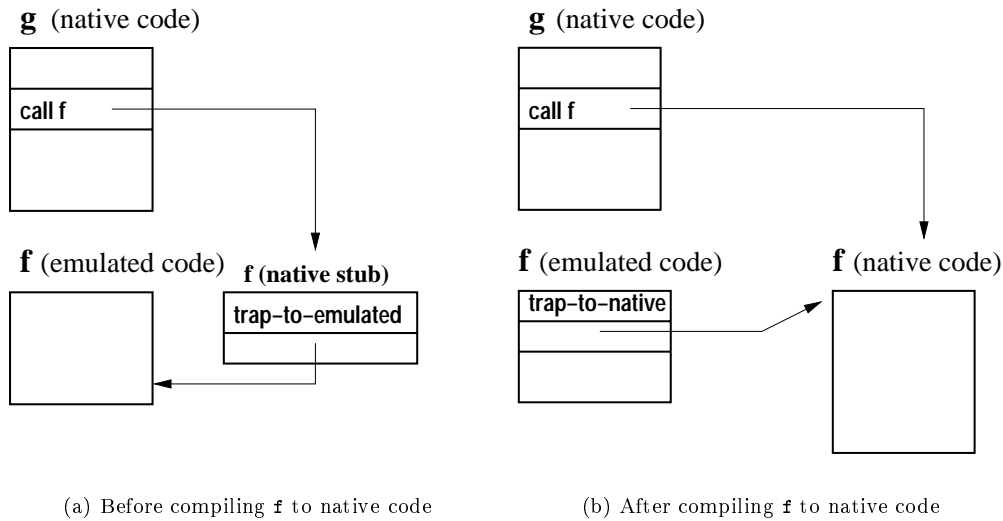 g (native code)
call f
f (emulated code)
f (native stub)
trap-to-emulated
(a) Before compiling f to native code
g (native code)
call f
f (emulated code)
f (native code)
trap-to-native
(b) After compiling f to native code